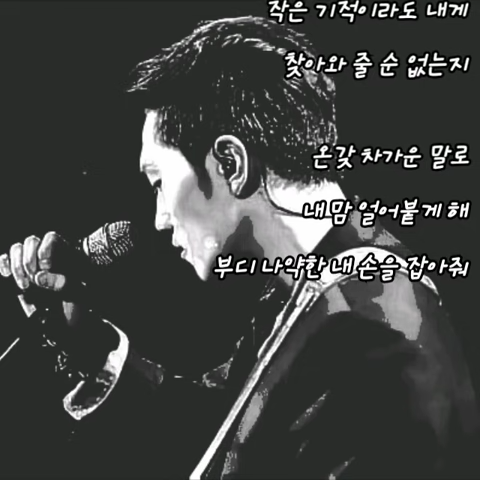 작은 기적이라도 내게
찾아와 줄 순 없는지
온갖 차가운 말로
내 맘 얼어붙게 해
부디 나약한 내 손을 잡아줘